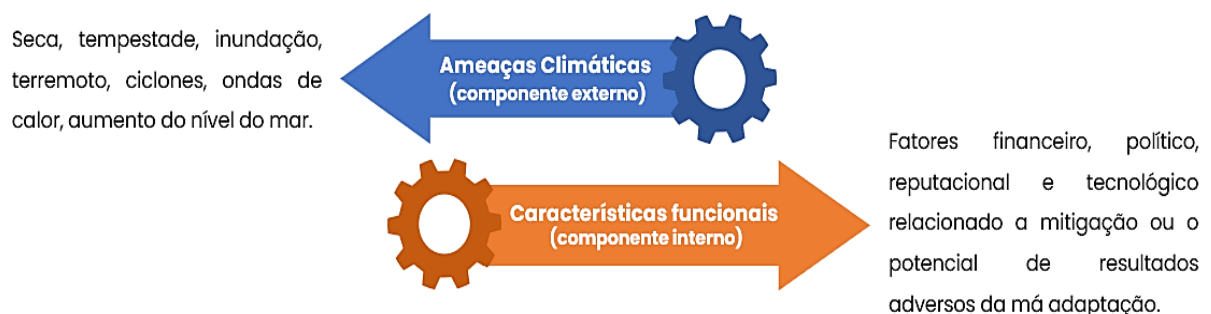 Seca, tempestade, inundação,
terremoto, ciclones, ondas de
calor, aumento do nível do mar.
Ameaças Climáticas
(componente externo)
Características funcionais
(componente interno)
Fatores financeiro, político,
reputacional e tecnológico
relacionado a mitigação ou o
potencial de resultados
adversos da má adaptação.